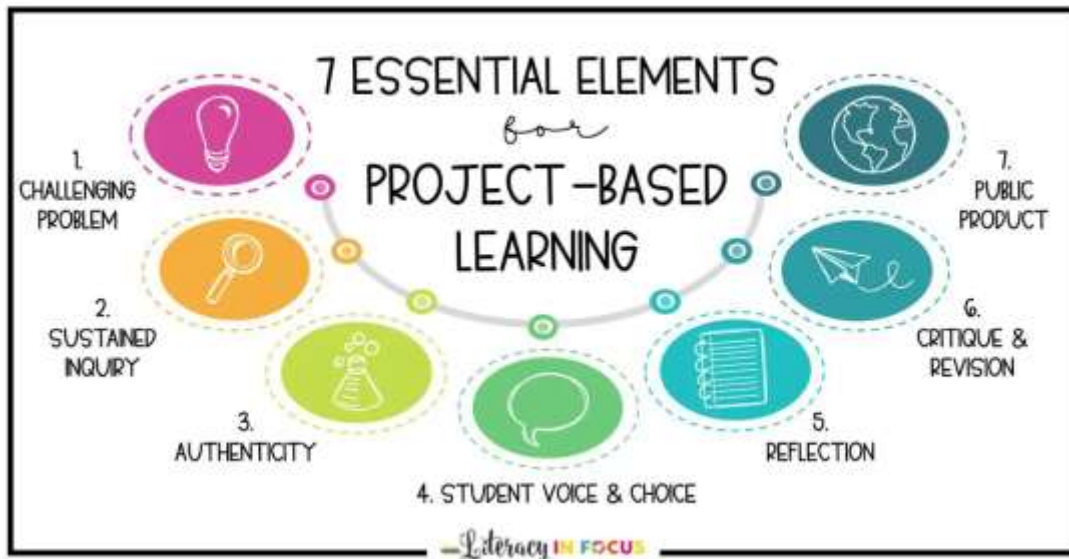 7 ESSENTIAL ELEMENTS
for
PROJECT-BASED
LEARNING
1.
CHALLENGING
PROBLEM
2.
SUSTAINED
INQUIRY
3.
AUTHENTICITY
4. STUDENT VOICE & CHOICE
5.
REFLECTION
6.
CRITIQUE &
REVISION
7.
PUBLIC
PRODUCT
Literacy IN FOCUS